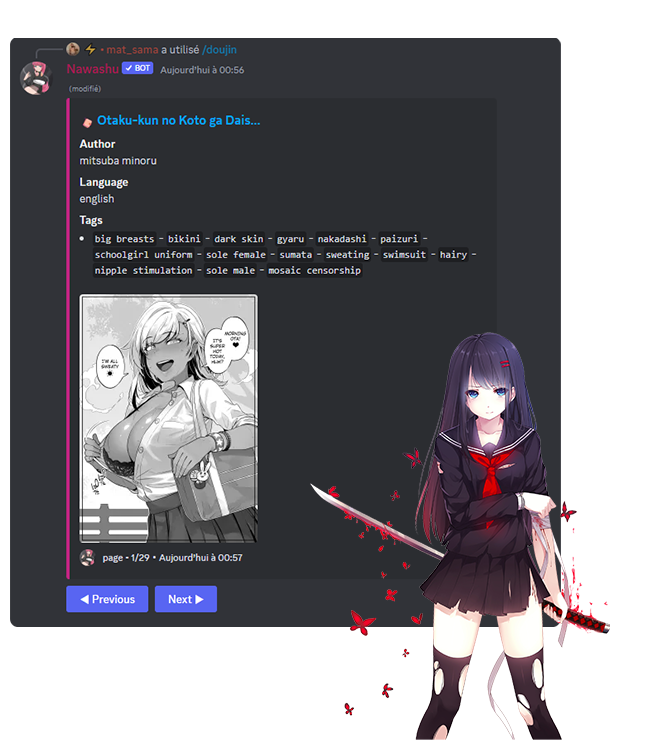 mat_sama a utilisé /doujin
Nawashu ✓ BOT Aujourd'hui à 00:56
(modifié)
Otaku-kun no Koto ga Dais...
Author
mitsuba minoru
Language
english
Tags
• big breasts - bikini - dark skin - gyaru - nakadashi - paizuri -
schoolgirl uniform - sole female - sumata - sweating - swimsuit - hairy -
nipple stimulation - sole male - mosaic censorship
MORNING
OTA!
IT'S
SUPER
HOT
TODAY,
HUH?
I'M ALL
SWEATY
page • 1/29 • Aujourd'hui à 00:57
◀ Previous
Next ▶